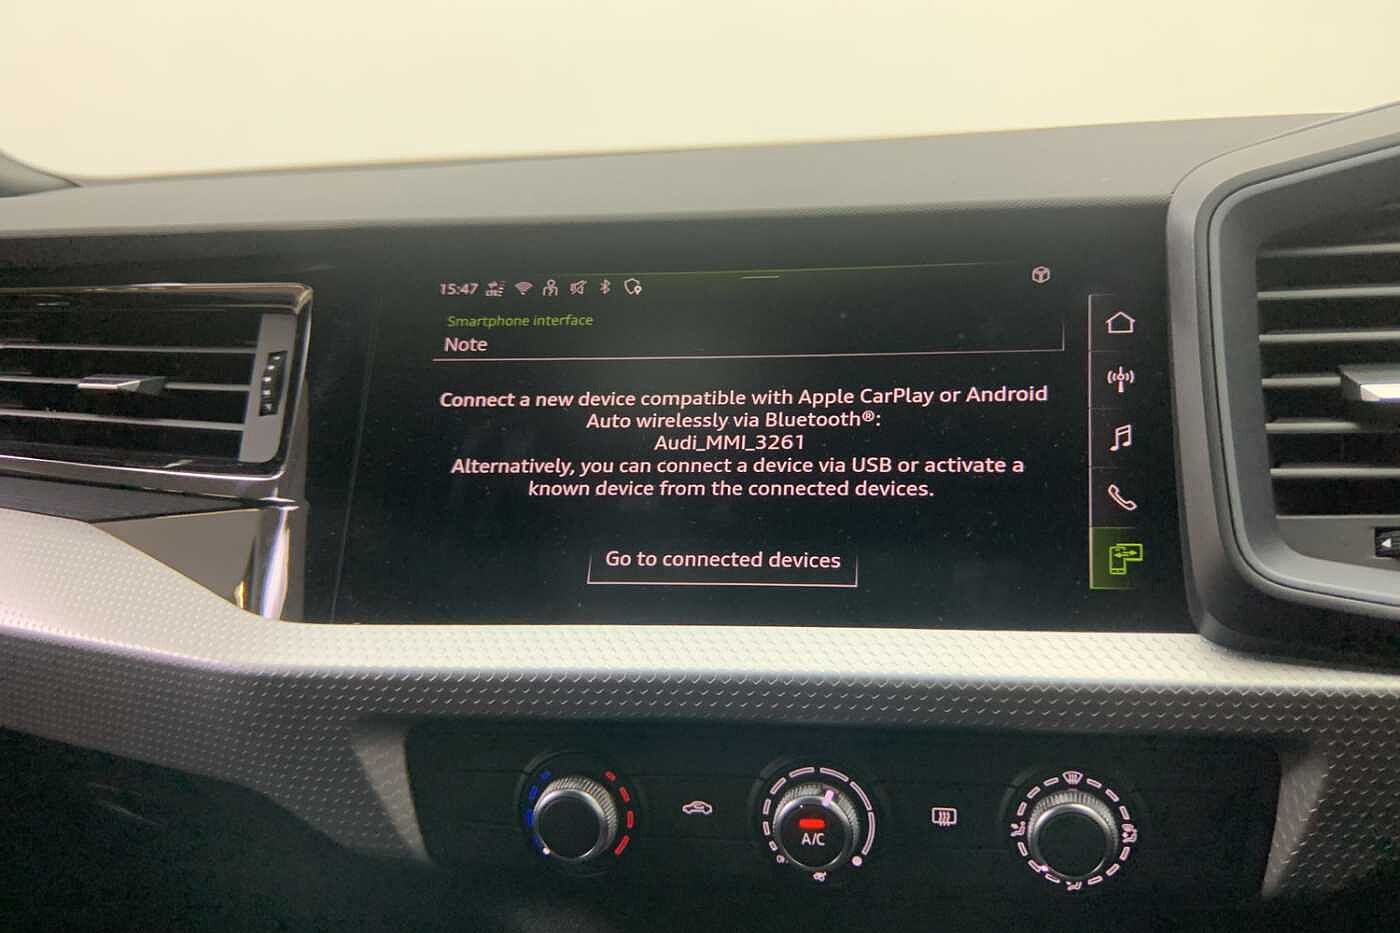 15:47
Smartphone interface
Note
Connect a new device compatible with Apple CarPlay or Android
Auto wirelessly via Bluetooth®:
Audi_MMI_3261
Alternatively, you can connect a device via USB or activate a
known device from the connected devices.
Go to connected devices
A/C